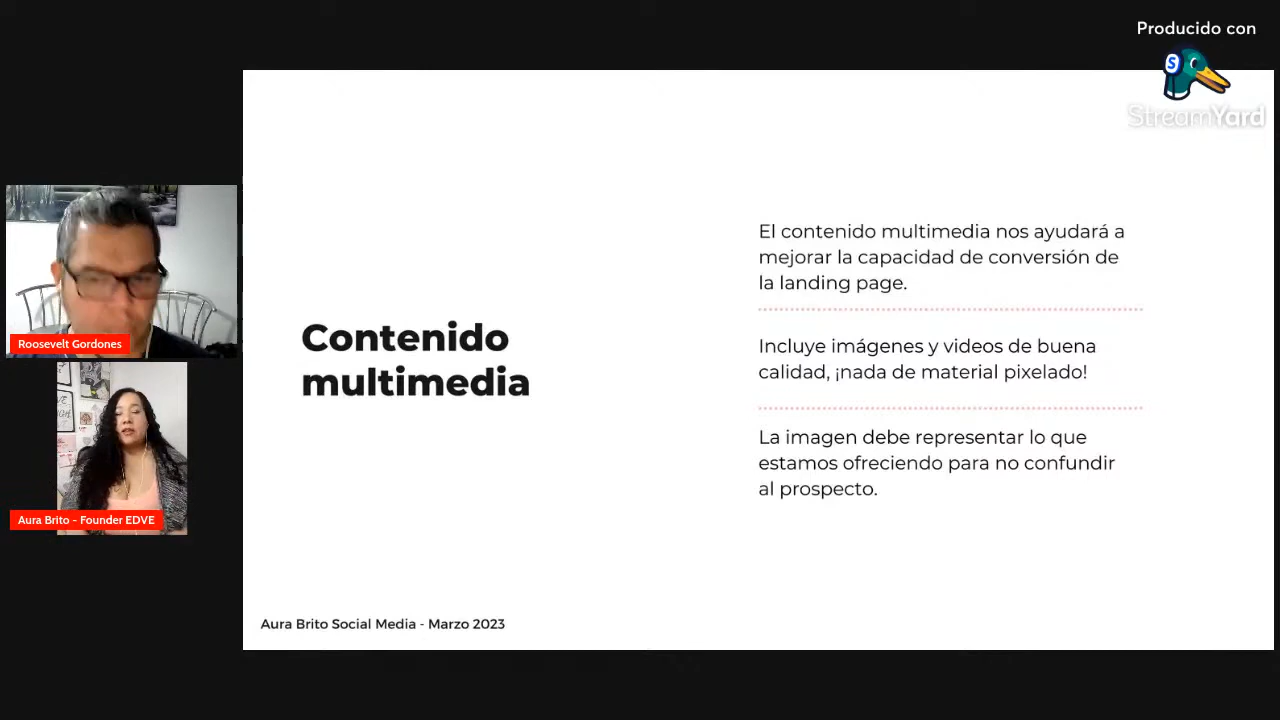 Producido con
StreamYard
El contenido multimedia nos ayudará a
mejorar la capacidad de conversión de
la landing page.
Contenido
multimedia
Incluye imágenes y videos de buena
calidad, ¡nada de material pixelado!
La imagen debe representar lo que
estamos ofreciendo para no confundir
al prospecto.
Roosevelt Gordones
Aura Brito - Founder EDVE
Aura Brito Social Media - Marzo 2023